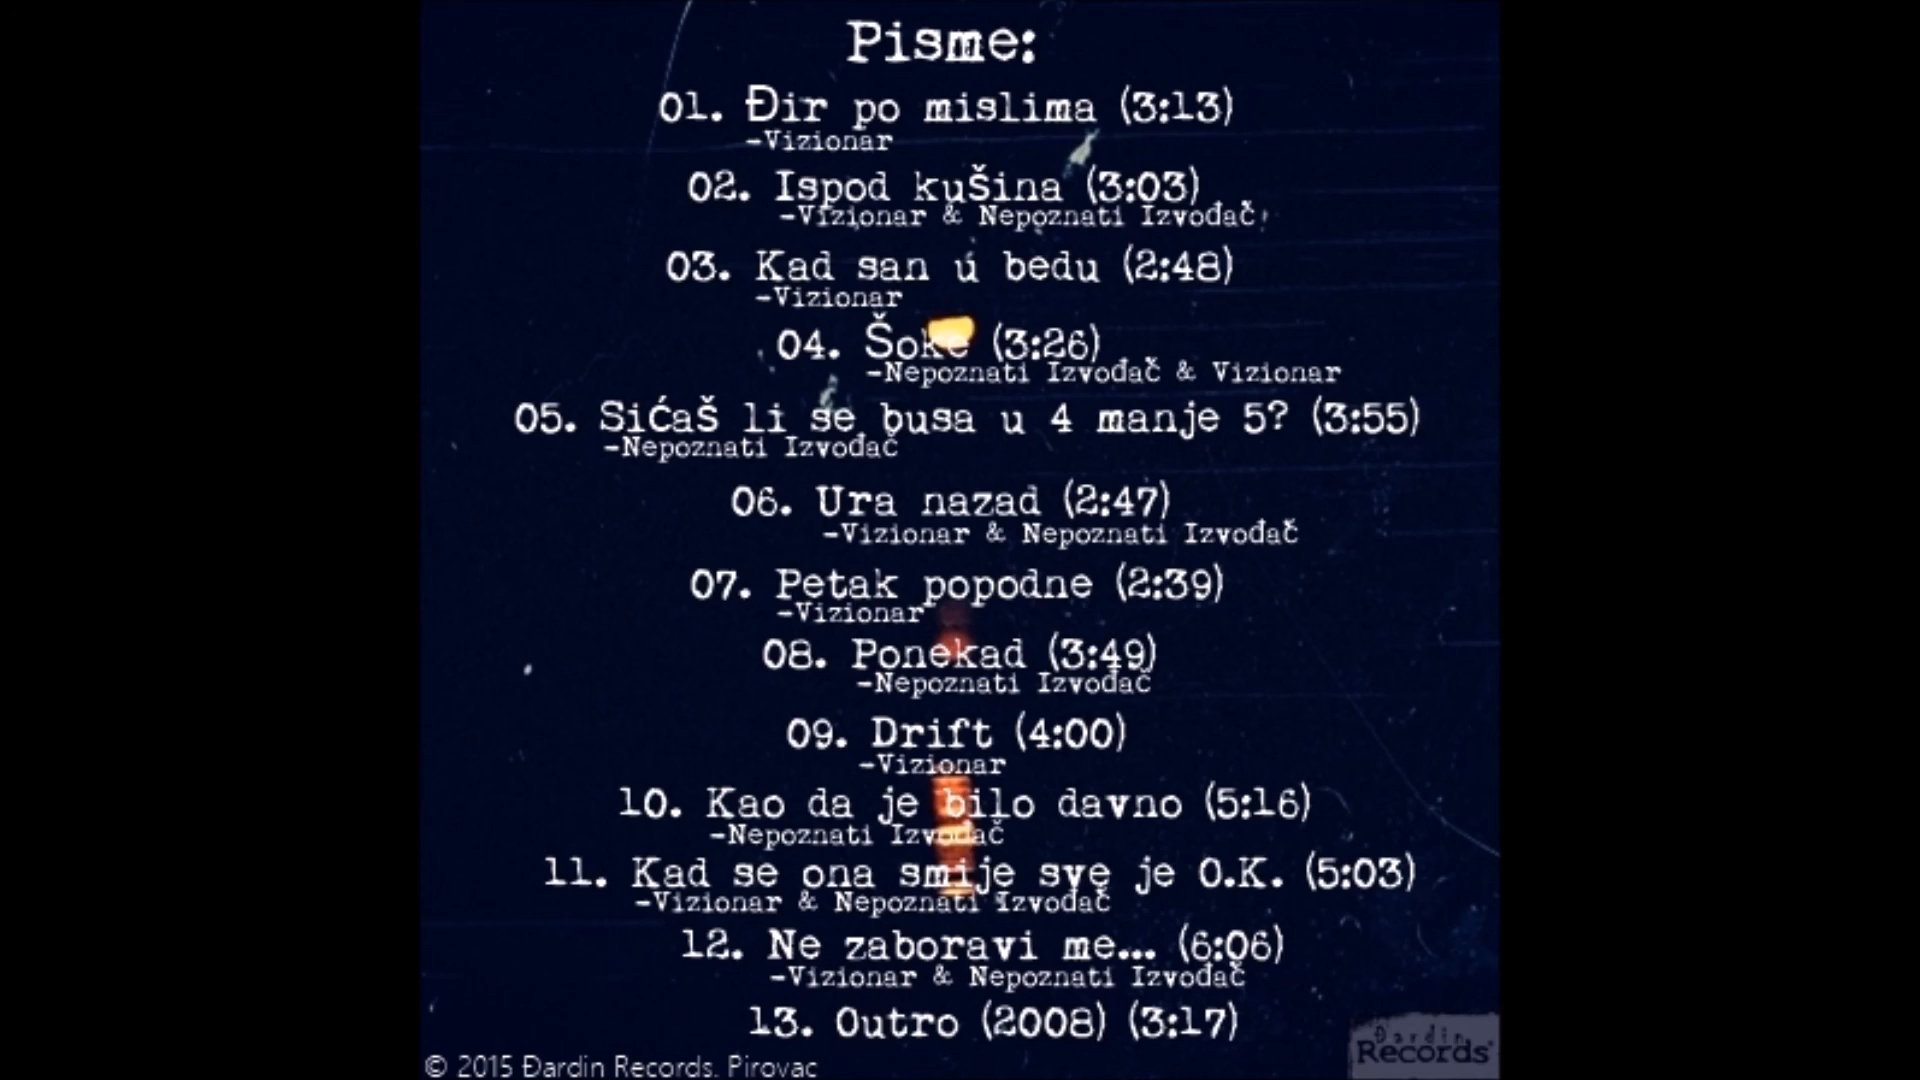 Pisme:
01. Đir po mislima (3:13)
-Vizionar
02. Ispod kušina (3:03)
-Vizionar & Nepoznati Izvođač
03. Kad san u bedu (2:48)
-Vizionar
04. Šoke (3:26)
-Nepoznati Izvođač & Vizionar
05. Sićaš li se busa u 4 manje 5? (3:55)
-Nepoznati Izvođač
06. Ura nazad (2:47)
-Vizionar & Nepoznati Izvođač
07. Petak popodne (2:39)
-Vizionar
08. Ponekad (3:49)
-Nepoznati Izvođač
09. Drift (4:00)
-Vizionar
10. Kao da je bilo davno (5:16)
-Nepoznati Izvođač
11. Kad se ona smije sve je O.K. (5:03)
-Vizionar & Nepoznati Izvođač
12. Ne zaboravi me... (6:06)
-Vizionar & Nepoznati Izvođač
13. Outro (2008) (3:17)
Đardin
Records
© 2015 Đardin Records. Pirovac